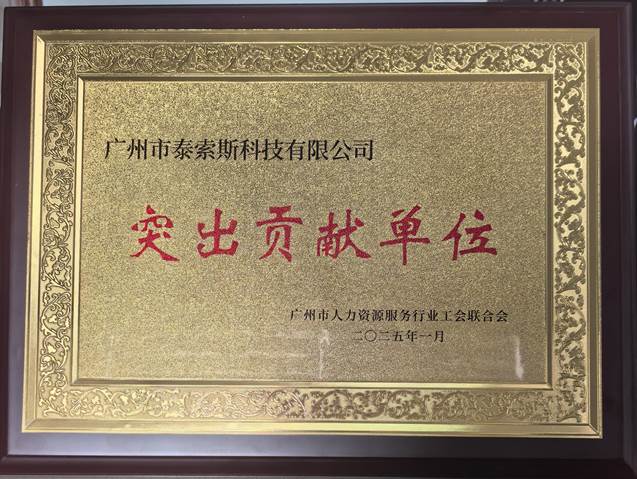 广州市泰索斯科技有限公司
突出贡献单位
广州市人力资源服务行业工会联合会
二〇二五年一月